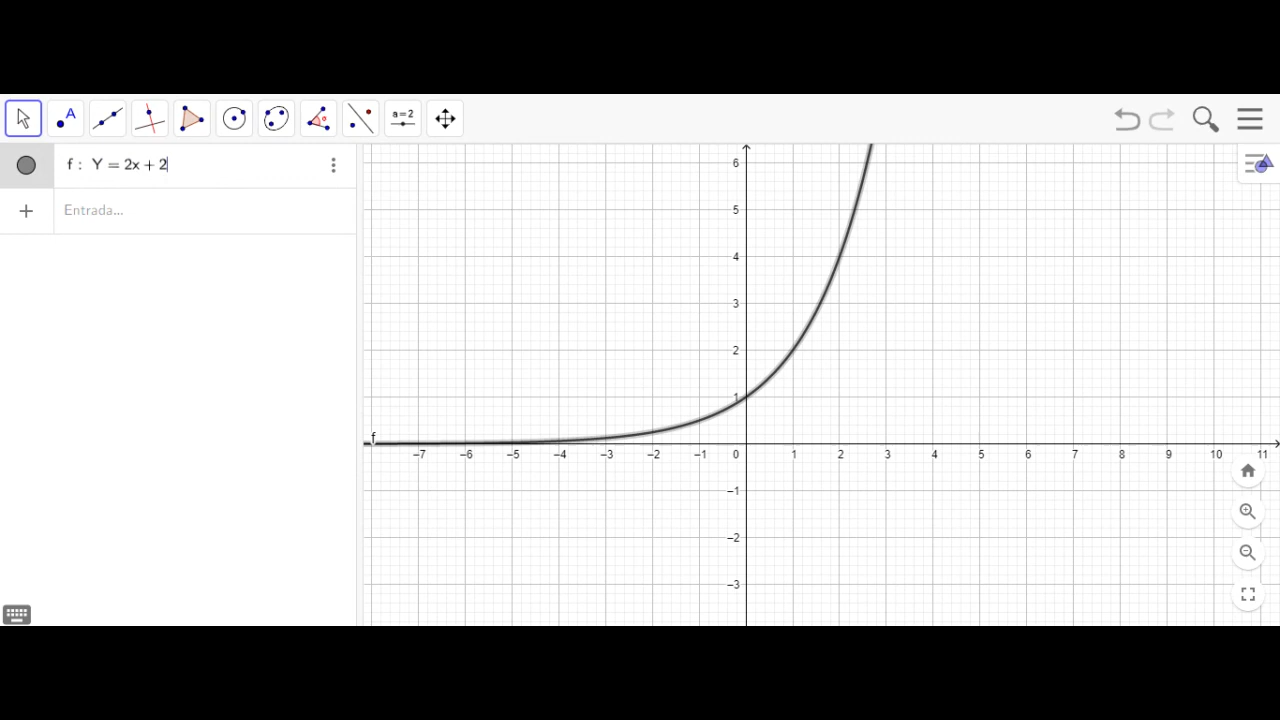 A
a=2
f : Y = 2x + 2
Entrada...
f
6
5
4
3
2
1
−7 −6 −5 −4 −3 −2 −1 0 1 2 3 4 5 6 7 8 9 10 11
−1
−2
−3